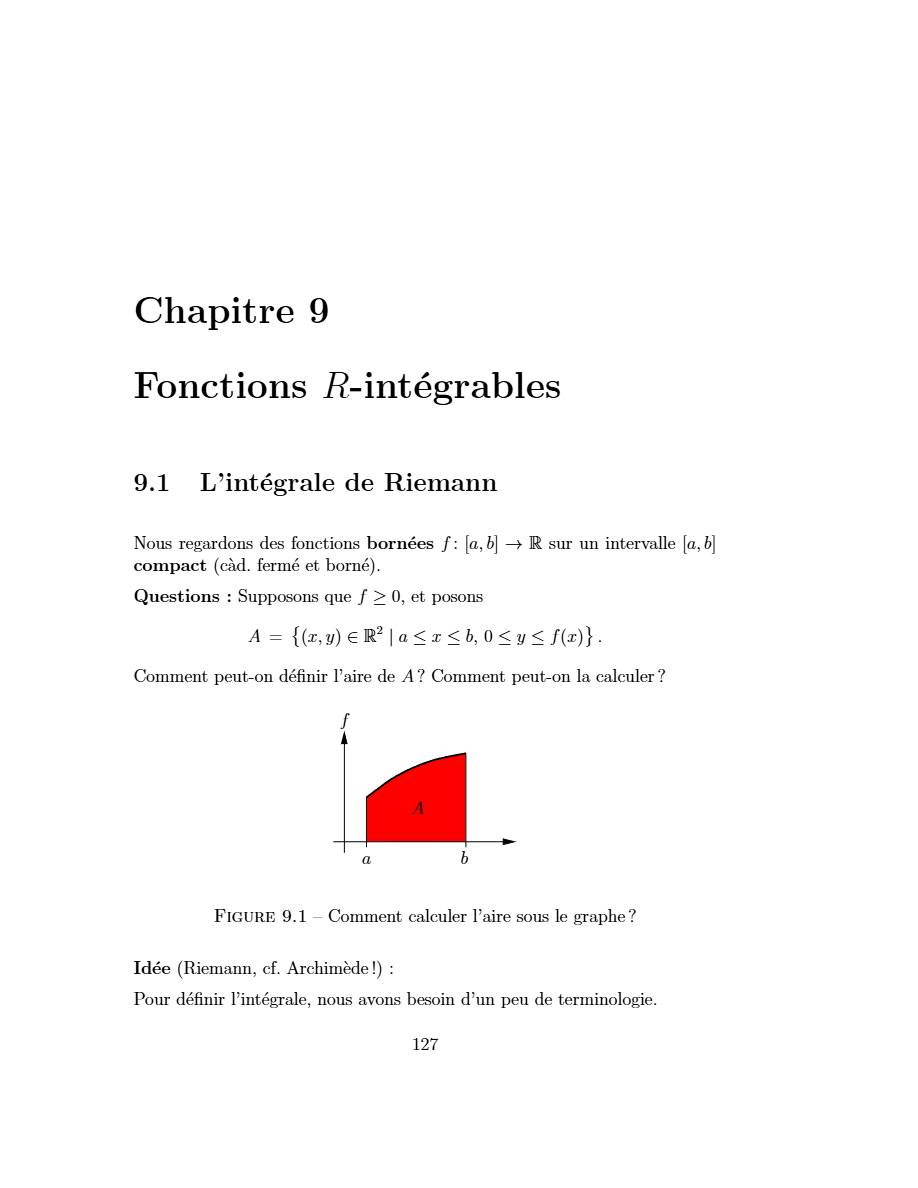 Chapitre 9
Fonctions R-intégrables
9.1 L'intégrale de Riemann
Nous regardons des fonctions bornées f : [a, b] → ℝ sur un intervalle [a, b]
compact (càd. fermé et borné).
Questions : Supposons que f ≥ 0, et posons
A = {(x, y) ∈ ℝ² | a ≤ x ≤ b, 0 ≤ y ≤ f(x)} .
Comment peut-on définir l'aire de A ? Comment peut-on la calculer ?
f
A
a b
Figure 9.1 – Comment calculer l'aire sous le graphe ?
Idée (Riemann, cf. Archimède !) :
Pour définir l'intégrale, nous avons besoin d'un peu de terminologie.
127